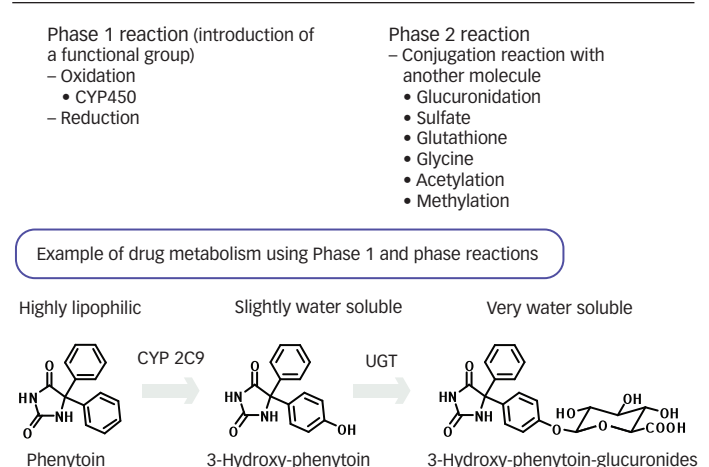 Phase 1 reaction (introduction of
a functional group)
– Oxidation
• CYP450
– Reduction
Phase 2 reaction
– Conjugation reaction with
another molecule
• Glucuronidation
• Sulfate
• Glutathione
• Glycine
• Acetylation
• Methylation
Example of drug metabolism using Phase 1 and phase reactions
Highly lipophilic
Slightly water soluble
Very water soluble
O
HN
NH
O
CYP 2C9
O
HN
NH
O
OH
UGT
O
HN
NH
O
O
HO
OH
O
OH
COOH
Phenytoin
3-Hydroxy-phenytoin
3-Hydroxy-phenytoin-glucuronides